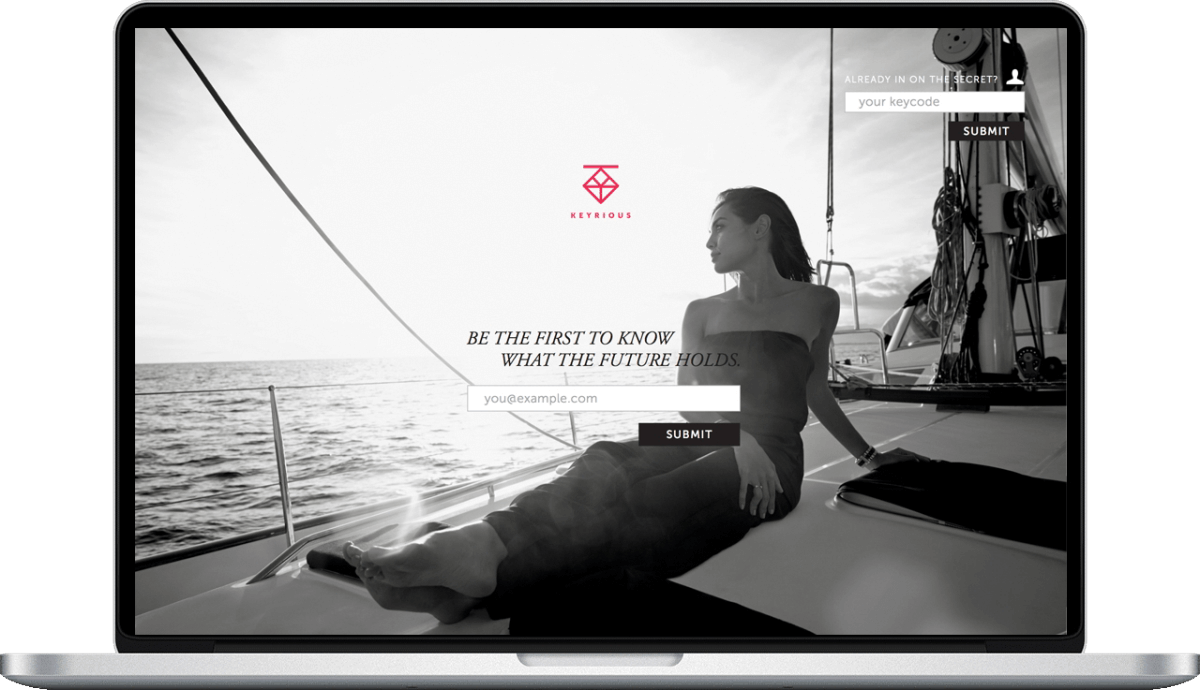 ALREADY IN ON THE SECRET?
your keycode
SUBMIT
KEYRIOUS
BE THE FIRST TO KNOW
WHAT THE FUTURE HOLDS.
you@example.com
SUBMIT